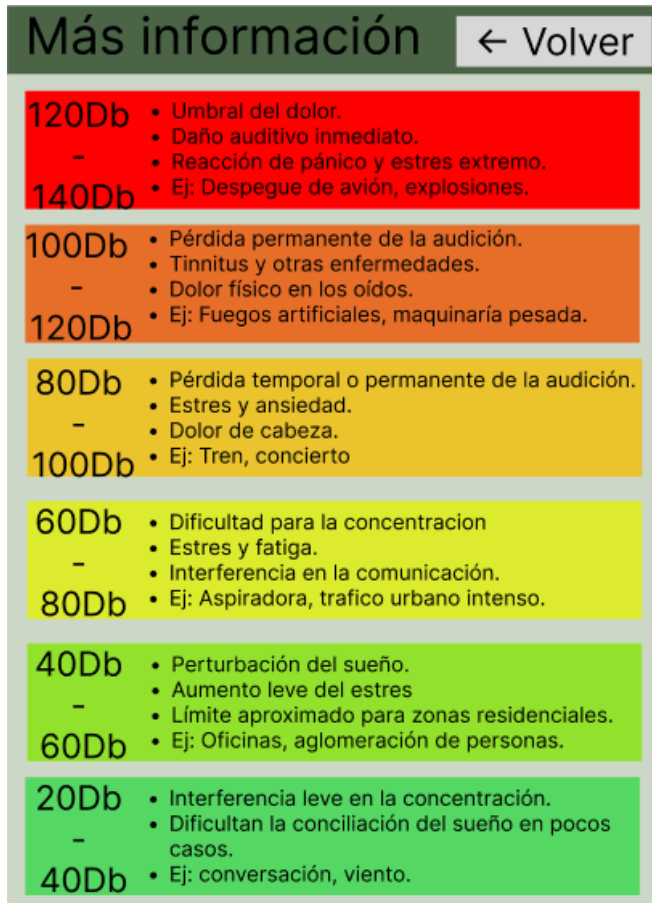 Más información
← Volver
120Db
-
140Db
• Umbral del dolor.
• Daño auditivo inmediato.
• Reacción de pánico y estres extremo.
• Ej: Despegue de avión, explosiones.
100Db
-
120Db
• Pérdida permanente de la audición.
• Tinnitus y otras enfermedades.
• Dolor físico en los oídos.
• Ej: Fuegos artificiales, maquinaría pesada.
80Db
-
100Db
• Pérdida temporal o permanente de la audición.
• Estres y ansiedad.
• Dolor de cabeza.
• Ej: Tren, concierto
60Db
-
80Db
• Dificultad para la concentracion
• Estres y fatiga.
• Interferencia en la comunicación.
• Ej: Aspiradora, trafico urbano intenso.
40Db
-
60Db
• Perturbación del sueño.
• Aumento leve del estres
• Límite aproximado para zonas residenciales.
• Ej: Oficinas, aglomeración de personas.
20Db
-
40Db
• Interferencia leve en la concentración.
• Dificultan la conciliación del sueño en pocos
casos.
• Ej: conversación, viento.